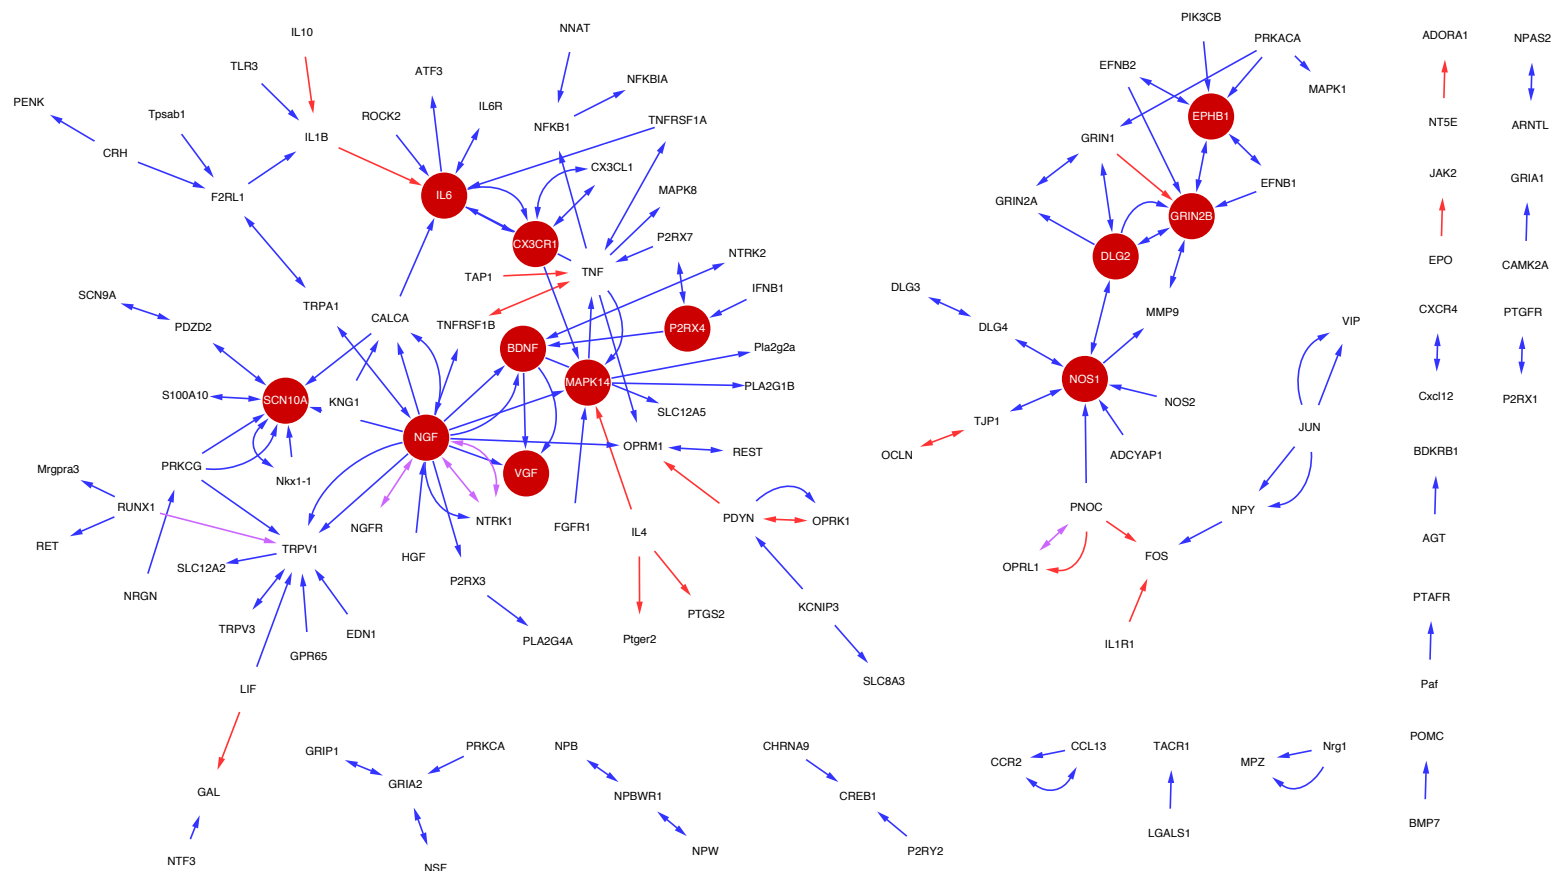 PIK3CB
IL10
NNAT
PRKACA
ADORA1
NPAS2
TLR3
ATF3
EFNB2
NFKBIA
MAPK1
PENK
Tpsab1
ROCK2
IL6R
TNFRSF1A
EPHB1
NT5E
ARNTL
NFKB1
IL1B
GRIN1
CRH
CX3CL1
JAK2
GRIA1
F2RL1
IL6
MAPK8
EFNB1
GRIN2A
GRIN2B
P2RX7
CX3CR1
NTRK2
DLG2
EPO
CAMK2A
TAP1
TNF
SCN9A
DLG3
IFNB1
TRPA1
CXCR4
PTGFR
MMP9
PDZD2
CALCA
TNFRSF1B
P2RX4
DLG4
VIP
BDNF
Pla2g2a
MAPK14
NOS1
PLA2G1B
S100A10
SCN10A
KNG1
SLC12A5
NOS2
Cxcl12
P2RX1
TJP1
NGF
OPRM1
REST
OCLN
ADCYAP1
JUN
BDKRB1
Mrgpra3
PRKCG
VGF
Nkx1-1
RUNX1
NTRK1
NGFR
FGFR1
IL4
PDYN
OPRK1
PNOC
NPY
RET
TRPV1
SLC12A2
HGF
FOS
OPRL1
AGT
NRGN
P2RX3
PTGS2
KCNIP3
PTAFR
TRPV3
EDN1
GPR65
PLA2G4A
Ptger2
IL1R1
LIF
SLC8A3
Paf
GRIP1
PRKCA
NPB
CHRNA9
CCL13
CCR2
TACR1
Nrg1
MPZ
POMC
GAL
GRIA2
NPBWR1
CREB1
BMP7
LGALS1
NTF3
NSF
NPW
P2RY2